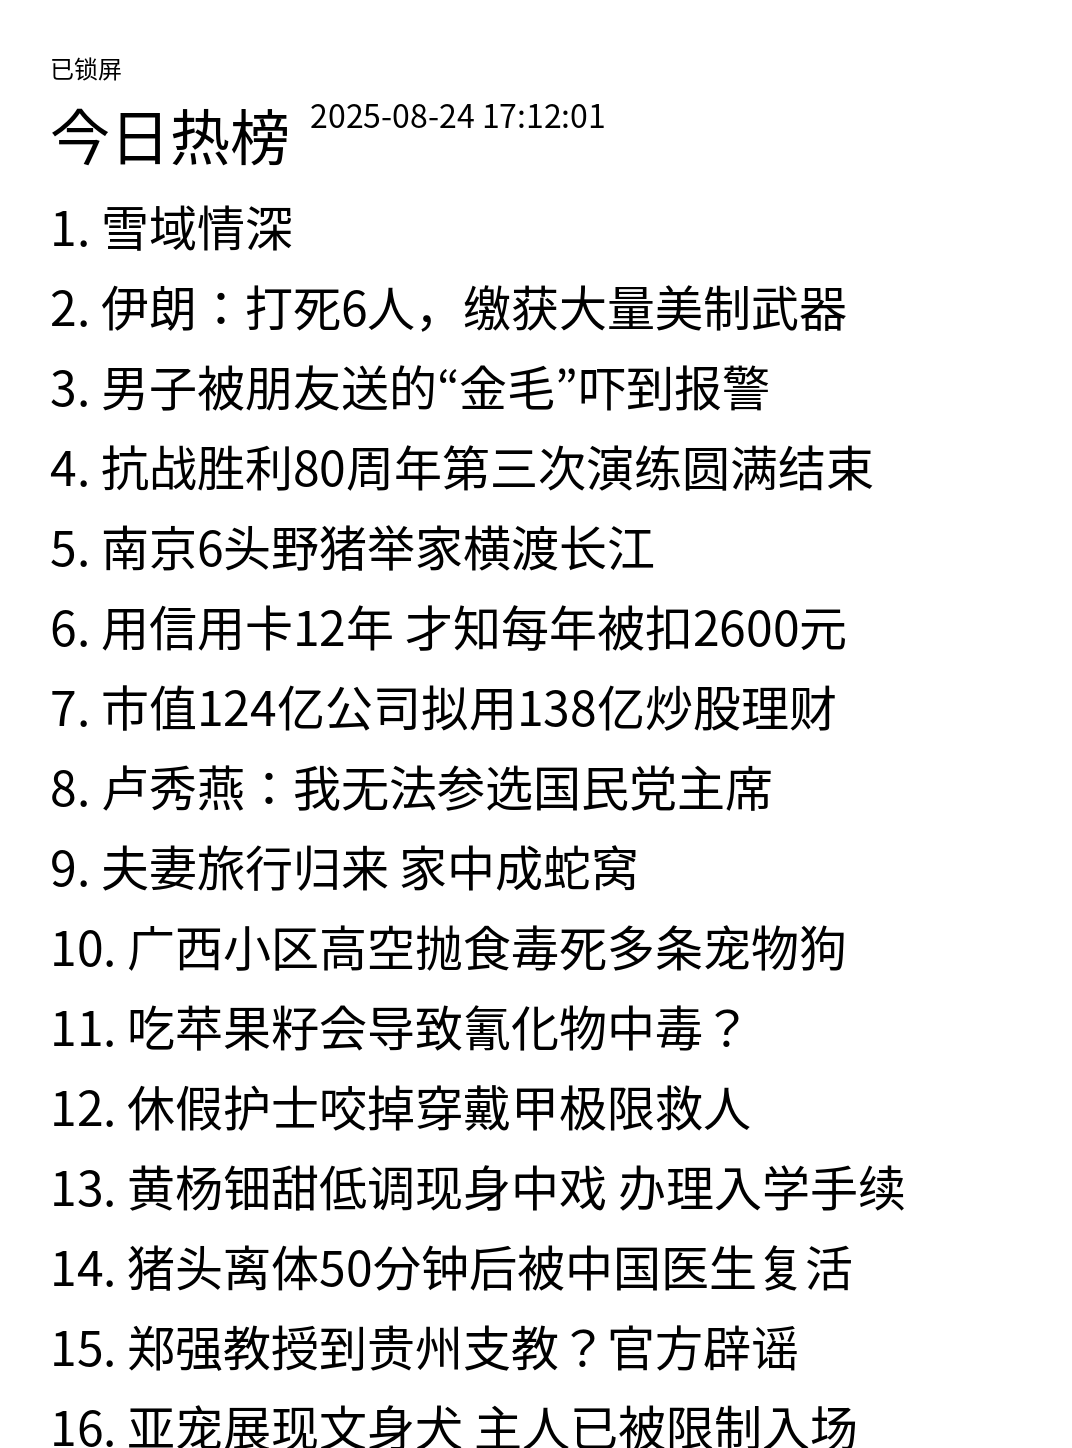 已锁屏
今日热榜 2025-08-24 17:12:01
1. 雪域情深
2. 伊朗：打死6人，缴获大量美制武器
3. 男子被朋友送的“金毛”吓到报警
4. 抗战胜利80周年第三次演练圆满结束
5. 南京6头野猪举家横渡长江
6. 用信用卡12年 才知每年被扣2600元
7. 市值124亿公司拟用138亿炒股理财
8. 卢秀燕：我无法参选国民党主席
9. 夫妻旅行归来 家中成蛇窝
10. 广西小区高空抛食毒死多条宠物狗
11. 吃苹果籽会导致氰化物中毒？
12. 休假护士咬掉穿戴甲极限救人
13. 黄杨钿甜低调现身中戏 办理入学手续
14. 猪头离体50分钟后被中国医生复活
15. 郑强教授到贵州支教？官方辟谣
16. 亚宠展现文身犬 主人已被限制入场